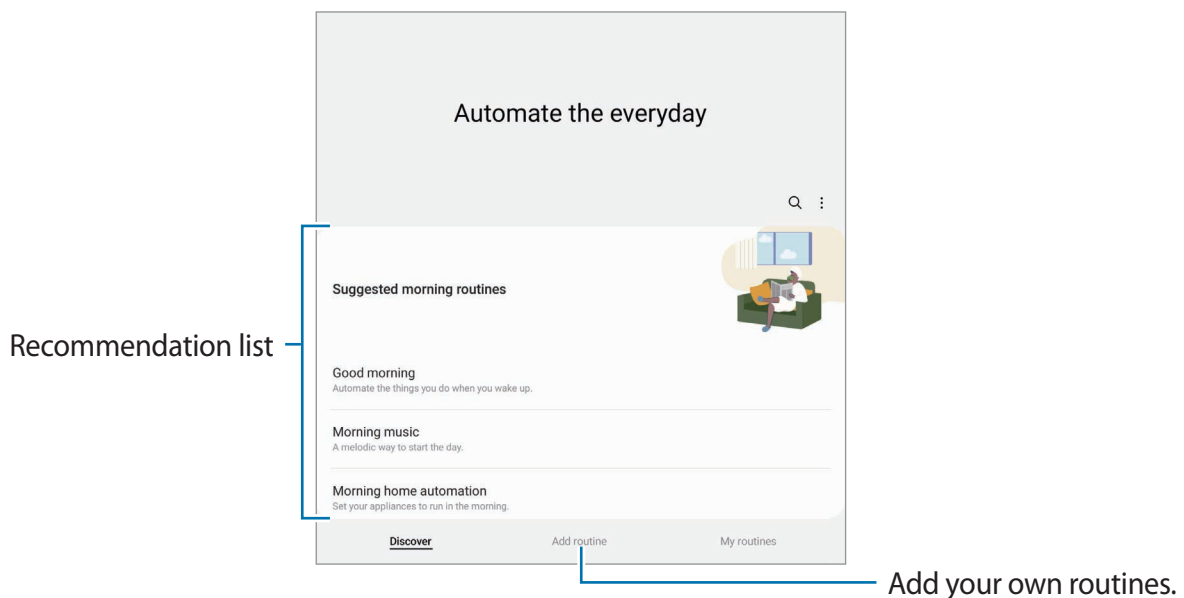 Automate the everyday
Suggested morning routines
Recommendation list
Good morning
Automate the things you do when you wake up.
Morning music
A melodic way to start the day.
Morning home automation
Set your appliances to run in the morning.
Discover
Add routine
My routines
Add your own routines.